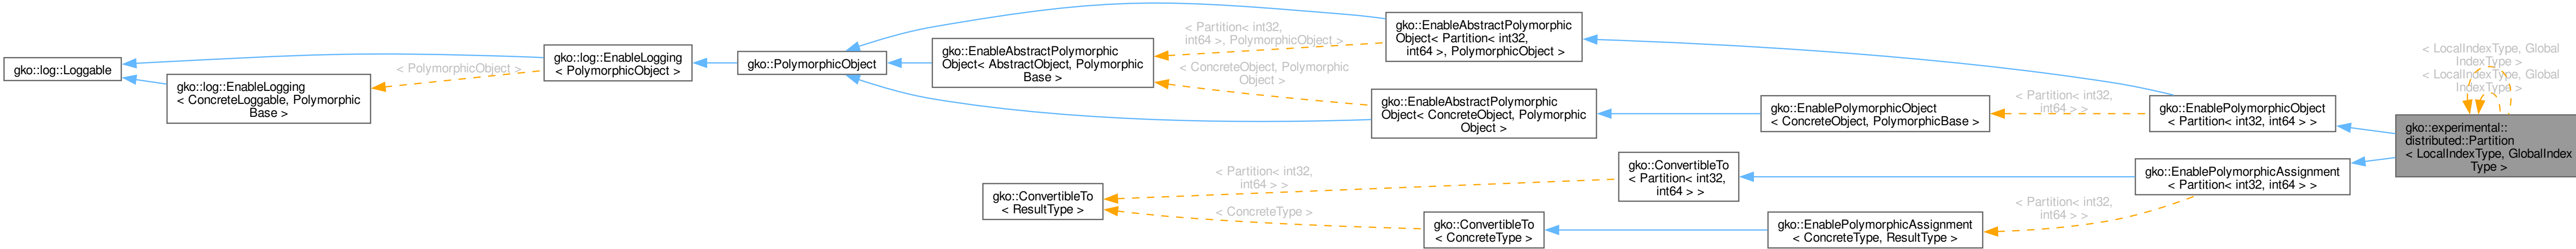 gko::log::Loggable
gko::log::EnableLogging
< ConcreteLoggable, Polymorphic
Base >
< PolymorphicObject >
gko::log::EnableLogging
< PolymorphicObject >
gko::PolymorphicObject
gko::EnableAbstractPolymorphic
Object< AbstractObject, Polymorphic
Base >
< Partition< int32,
int64 >, PolymorphicObject >
< ConcreteObject, Polymorphic
Object >
gko::EnableAbstractPolymorphic
Object< Partition< int32,
int64 >, PolymorphicObject >
gko::EnableAbstractPolymorphic
Object< ConcreteObject, Polymorphic
Object >
gko::EnablePolymorphicObject
< ConcreteObject, PolymorphicBase >
< Partition< int32,
int64 > >
gko::EnablePolymorphicObject
< Partition< int32, int64 > >
< LocalIndexType, Global
IndexType >
< LocalIndexType, Global
IndexType >
gko::experimental::
distributed::Partition
< LocalIndexType, GlobalIndex
Type >
gko::ConvertibleTo
< ResultType >
< Partition< int32,
int64 > >
< ConcreteType >
gko::ConvertibleTo
< Partition< int32,
int64 > >
gko::ConvertibleTo
< ConcreteType >
gko::EnablePolymorphicAssignment
< ConcreteType, ResultType >
< Partition< int32,
int64 > >
gko::EnablePolymorphicAssignment
< Partition< int32, int64 > >